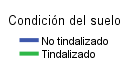 Condición del suelo
No tindalizado
Tindalizado